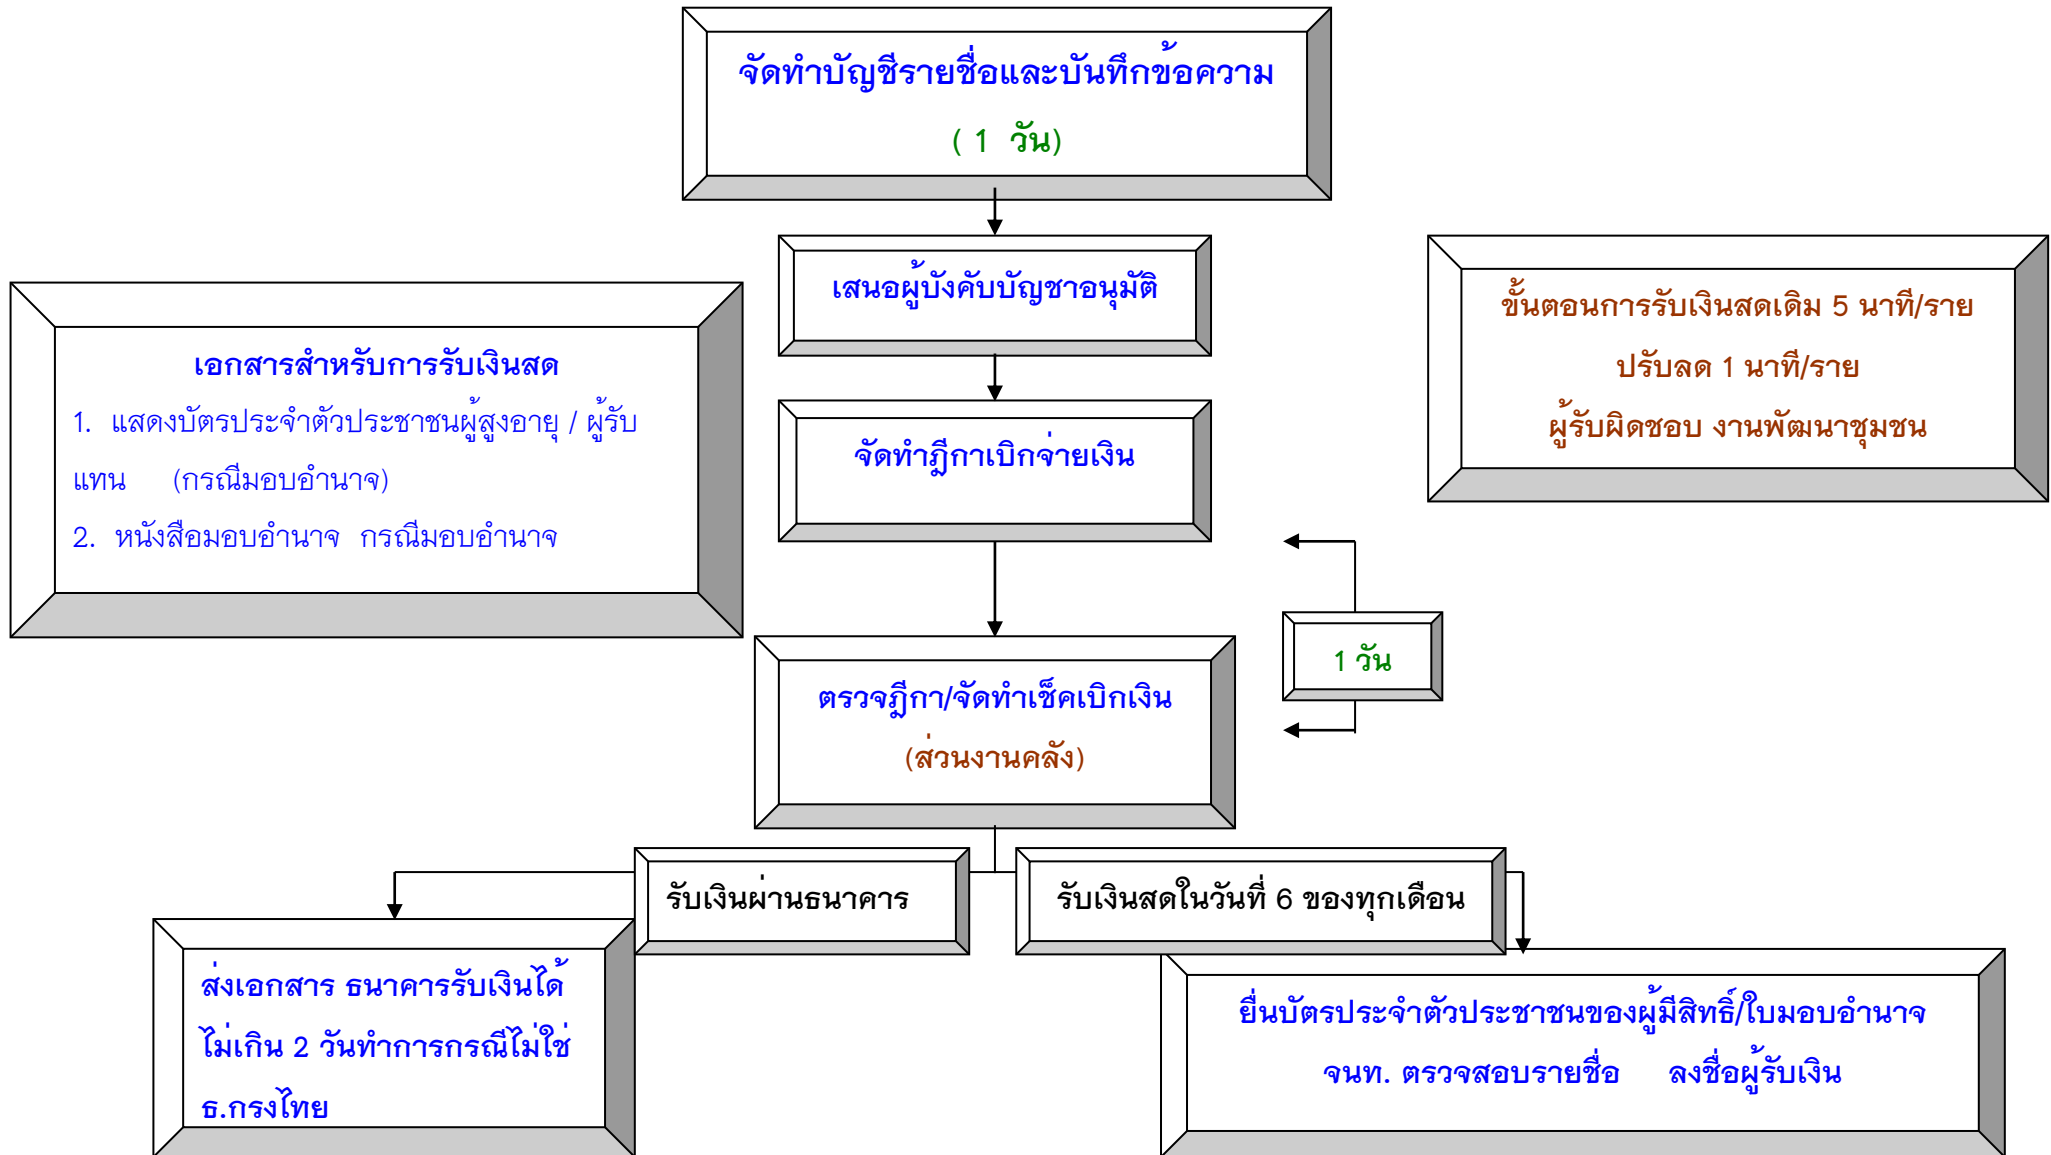 จัดทำบัญชีรายชื่อและบันทึกข้อความ
( 1 วัน)
เสนอผู้บังคับบัญชาอนุมัติ
เอกสารสำหรับการรับเงินสด
1. แสดงบัตรประจำตัวประชาชนผู้สูงอายุ / ผู้รับ
แทน (กรณีมอบอำนาจ)
2. หนังสือมอบอำนาจ กรณีมอบอำนาจ
ขั้นตอนการรับเงินสดเดิม 5 นาที/ราย
ปรับลด 1 นาที/ราย
ผู้รับผิดชอบ งานพัฒนาชุมชน
จัดทำฎีกาเบิกจ่ายเงิน
1 วัน
ตรวจฎีกา/จัดทำเช็คเบิกเงิน
(ส่วนงานคลัง)
รับเงินผ่านธนาคาร
รับเงินสดในวันที่ 6 ของทุกเดือน
ส่งเอกสาร ธนาคารรับเงินได้
ไม่เกิน 2 วันทำการกรณีไม่ใช่
ธ.กรงไทย
ยื่นบัตรประจำตัวประชาชนของผู้มีสิทธิ์/ใบมอบอำนาจ
จนท. ตรวจสอบรายชื่อ ลงชื่อผู้รับเงิน